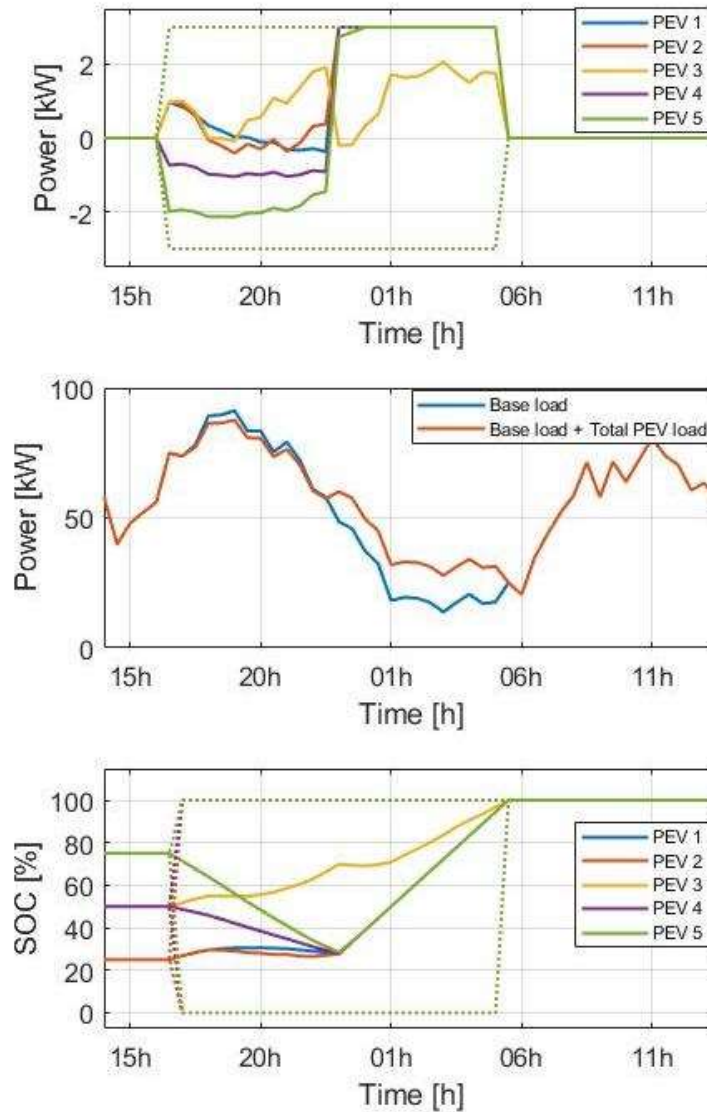 Power [kW]
2
0
-2
15h 20h 01h 06h 11h
Time [h]
PEV 1
PEV 2
PEV 3
PEV 4
PEV 5
Power [kW]
100
50
0
15h 20h 01h 06h 11h
Time [h]
Base load
Base load + Total PEV load
SOC [%]
100
80
60
40
20
0
15h 20h 01h 06h 11h
Time [h]
PEV 1
PEV 2
PEV 3
PEV 4
PEV 5